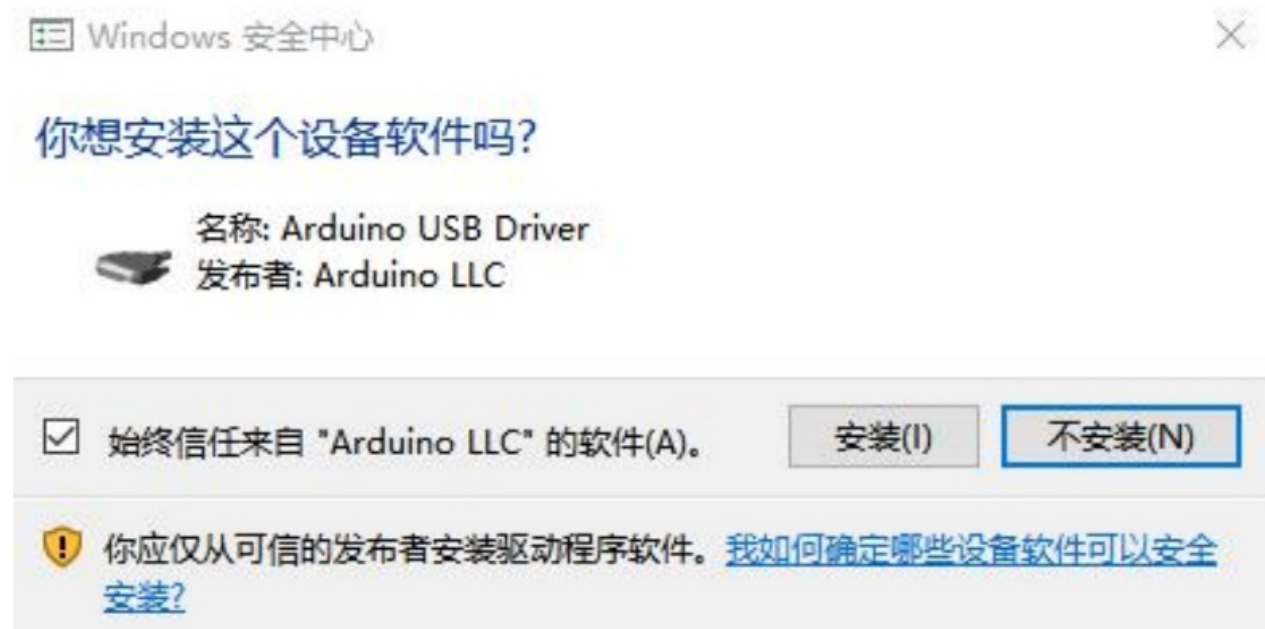 Windows 安全中心
你想安装这个设备软件吗?
名称: Arduino USB Driver
发布者: Arduino LLC
始终信任来自 "Arduino LLC" 的软件(A)。 安装(I) 不安装(N)
你应仅从可信的发布者安装驱动程序软件。我如何确定哪些设备软件可以安全
安装?